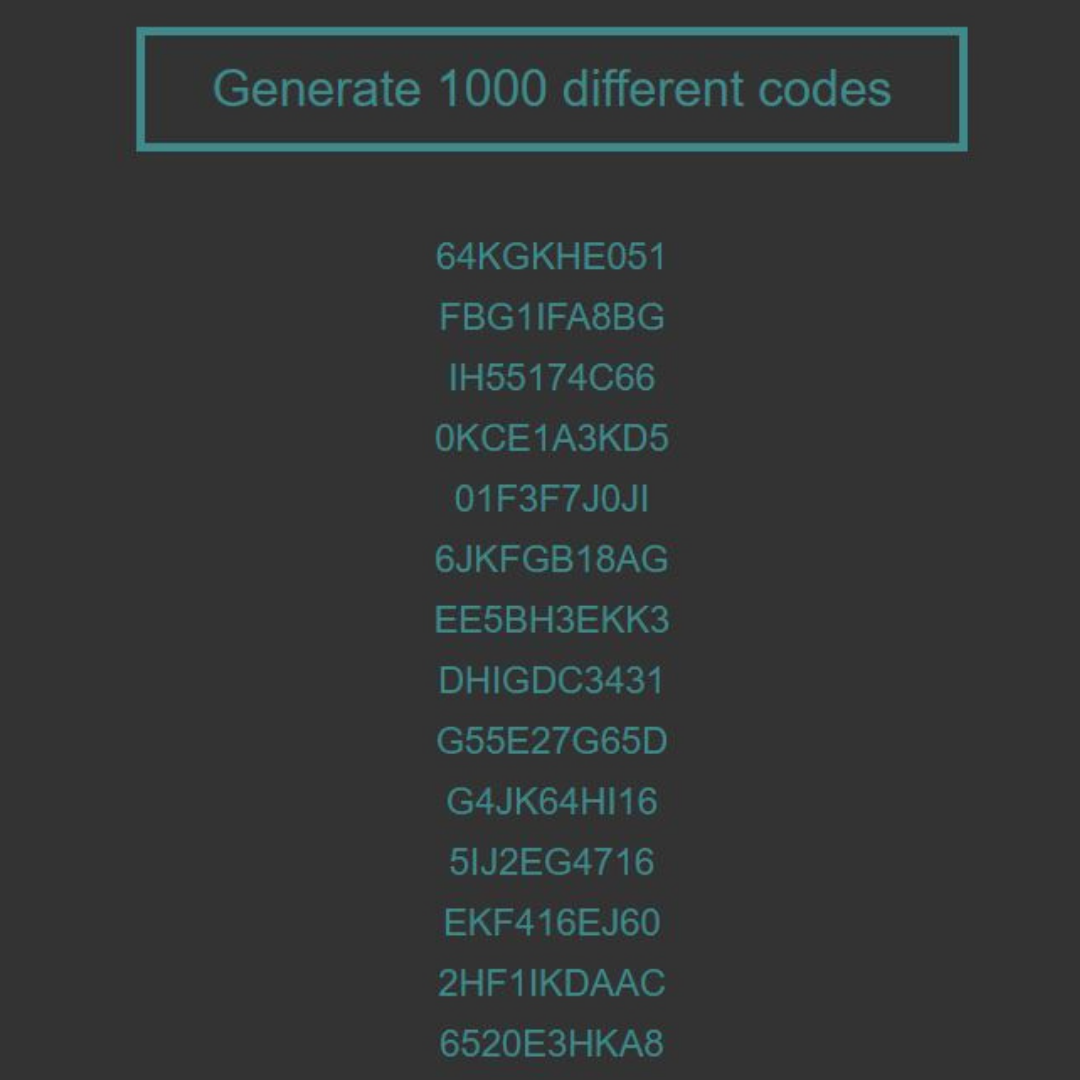 Generate 1000 different codes
64KGKHE051
FBG1IFA8BG
IH55174C66
0KCE1A3KD5
01F3F7J0JI
6JKFGB18AG
EE5BH3EKK3
DHIGDC3431
G55E27G65D
G4JK64HI16
5IJ2EG4716
EKF416EJ60
2HF1IKDAAC
6520E3HKA8